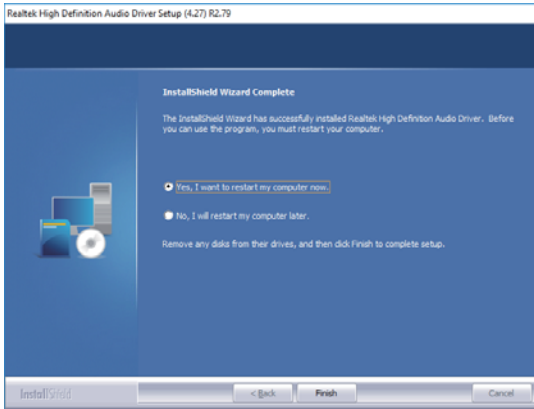 Realtek High Definition Audio Driver Setup (4.27) R2.79
InstallShield Wizard Complete
The InstallShield Wizard has successfully installed Realtek High Definition Audio Driver. Before
you can use the program, you must restart your computer.
Yes, I want to restart my computer now.
No, I will restart my computer later.
Remove any disks from their drives, and then click Finish to complete setup.
InstallShield
< Back
Finish
Cancel